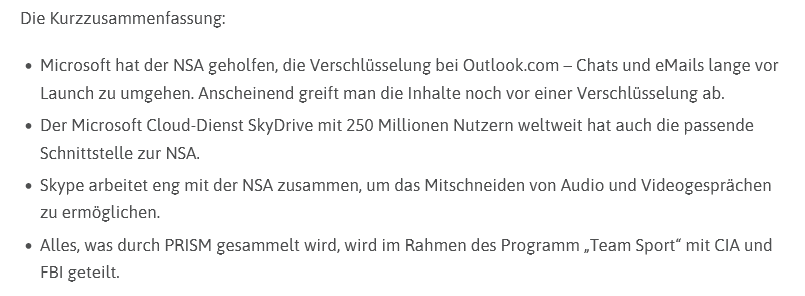 Die Kurzzusammenfassung:
• Microsoft hat der NSA geholfen, die Verschlüsselung bei Outlook.com – Chats und eMails lange vor
Launch zu umgehen. Anscheinend greift man die Inhalte noch vor einer Verschlüsselung ab.
• Der Microsoft Cloud-Dienst SkyDrive mit 250 Millionen Nutzern weltweit hat auch die passende
Schnittstelle zur NSA.
• Skype arbeitet eng mit der NSA zusammen, um das Mitschneiden von Audio und Videogesprächen
zu ermöglichen.
• Alles, was durch PRISM gesammelt wird, wird im Rahmen des Programm „Team Sport“ mit CIA und
FBI geteilt.